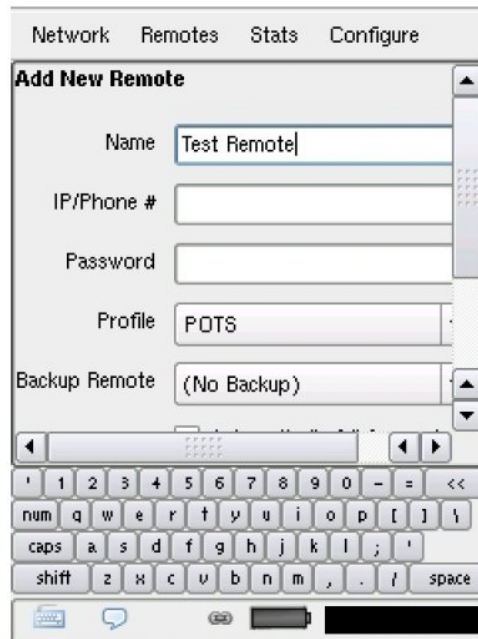 Network Remotes Stats Configure
Add New Remote
Name Test Remote
IP/Phone #
Password
Profile POTS
Backup Remote (No Backup)
' 1 2 3 4 5 6 7 8 9 0 - = <<
num q w e r t y u i o p [ ] \
caps a s d f g h j k l ; '
shift z x c v b n m , . / space